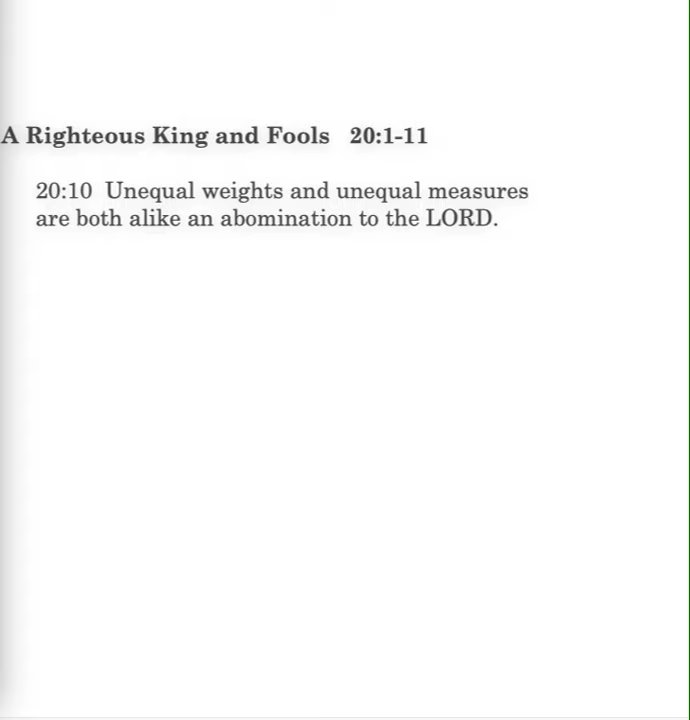 A Righteous King and Fools 20:1-11
20:10 Unequal weights and unequal measures
are both alike an abomination to the LORD.